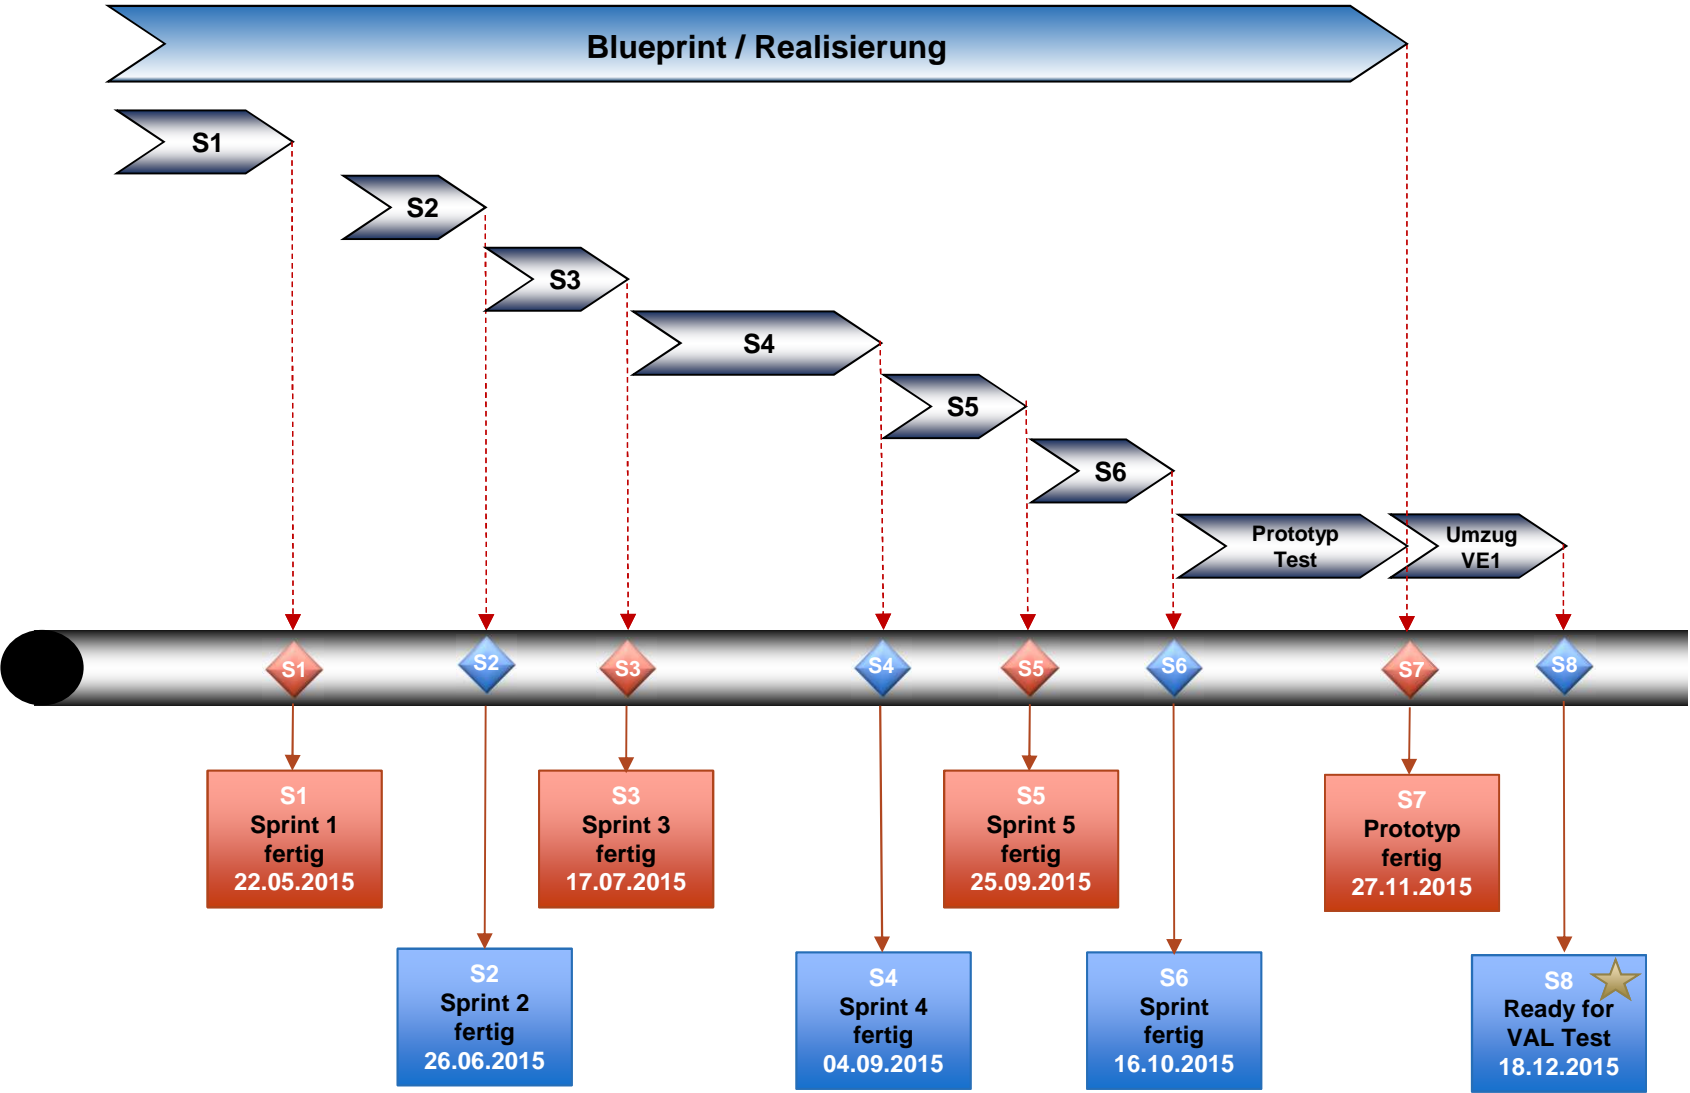 Blueprint / Realisierung
S1
S2
S3
S4
S5
S6
Prototyp
Test
Umzug
VE1
S1
S2
S3
S4
S5
S6
S7
S8
S1
Sprint 1
fertig
22.05.2015
S3
Sprint 3
fertig
17.07.2015
S5
Sprint 5
fertig
25.09.2015
S7
Prototyp
fertig
27.11.2015
S2
Sprint 2
fertig
26.06.2015
S4
Sprint 4
fertig
04.09.2015
S6
Sprint
fertig
16.10.2015
S8
Ready for
VAL Test
18.12.2015